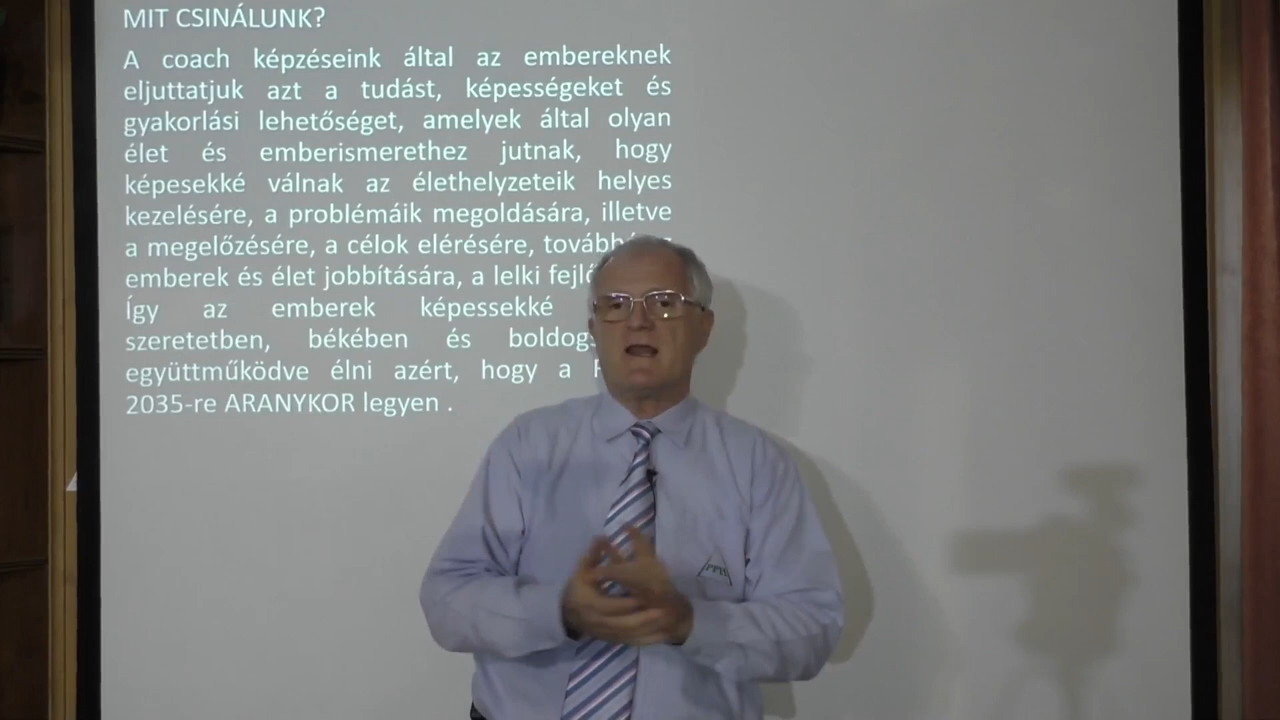 MIT CSINÁLUNK?
A coach képzéseink által az embereknek
eljuttatjuk azt a tudást, képességeket és
gyakorlási lehetőséget, amelyek által olyan
élet és emberismerethez jutnak, hogy
képesekké válnak az élethelyzeteik helyes
kezelésére, a problémáik megoldására, illetve
a megelőzésére, a célok elérésére,
emberek és élet jobbítására, a lelki
Így az emberek képessekké
szeretetben, békében és
együttműködve élni azért, hogy a
2035-re ARANYKOR legyen .